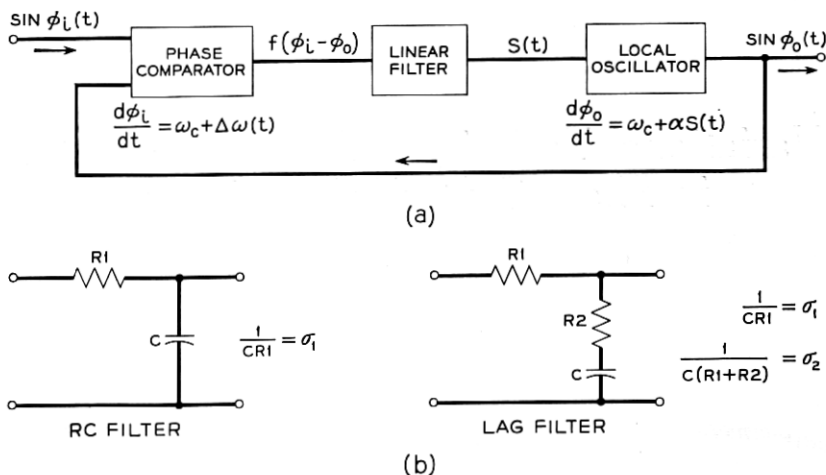 SIN ϕi(t)
PHASE COMPARATOR
f(ϕi-ϕo)
LINEAR FILTER
S(t)
LOCAL OSCILLATOR
SIN ϕo(t)
dϕi/dt = ωc + Δω(t)
dϕo/dt = ωc + αS(t)
(a)
R1
C
1/CR1 = σ1
RC FILTER
R1
R2
C
1/CR1 = σ1
1/C(R1+R2) = σ2
LAG FILTER
(b)